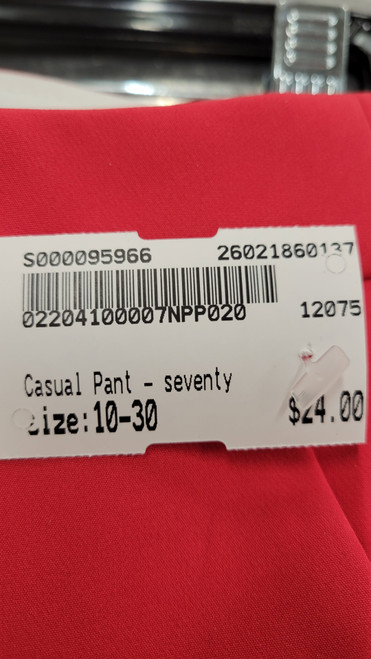 S000095966 26021860137
02204100007NPP020 12075
Casual Pant - seventy
Size:10-30 $24.00